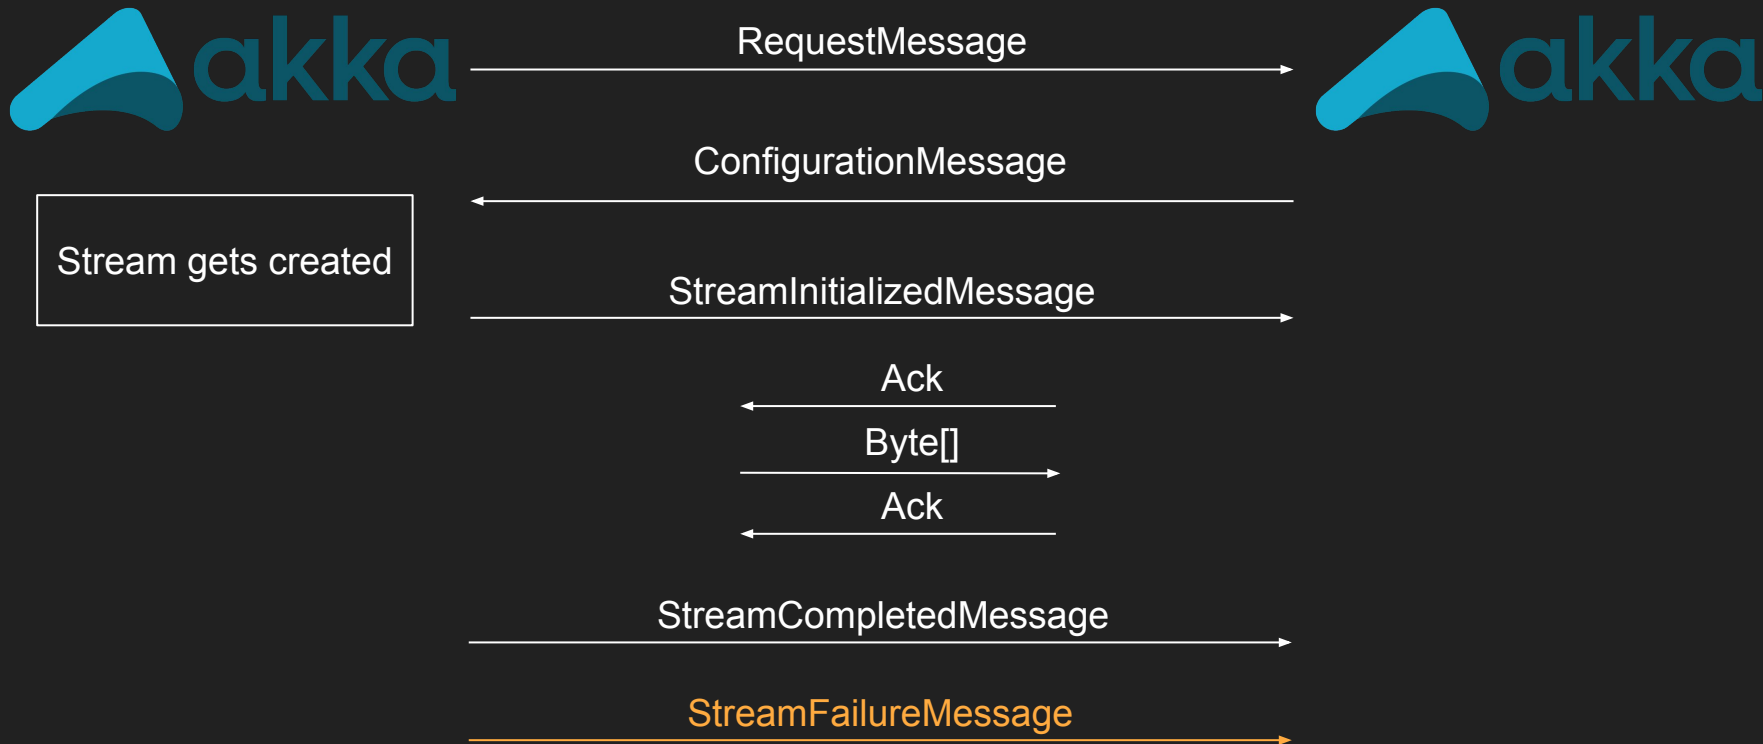 akka
RequestMessage
akka
ConfigurationMessage
Stream gets created
StreamInitializedMessage
Ack
Byte[]
Ack
StreamCompletedMessage
StreamFailureMessage